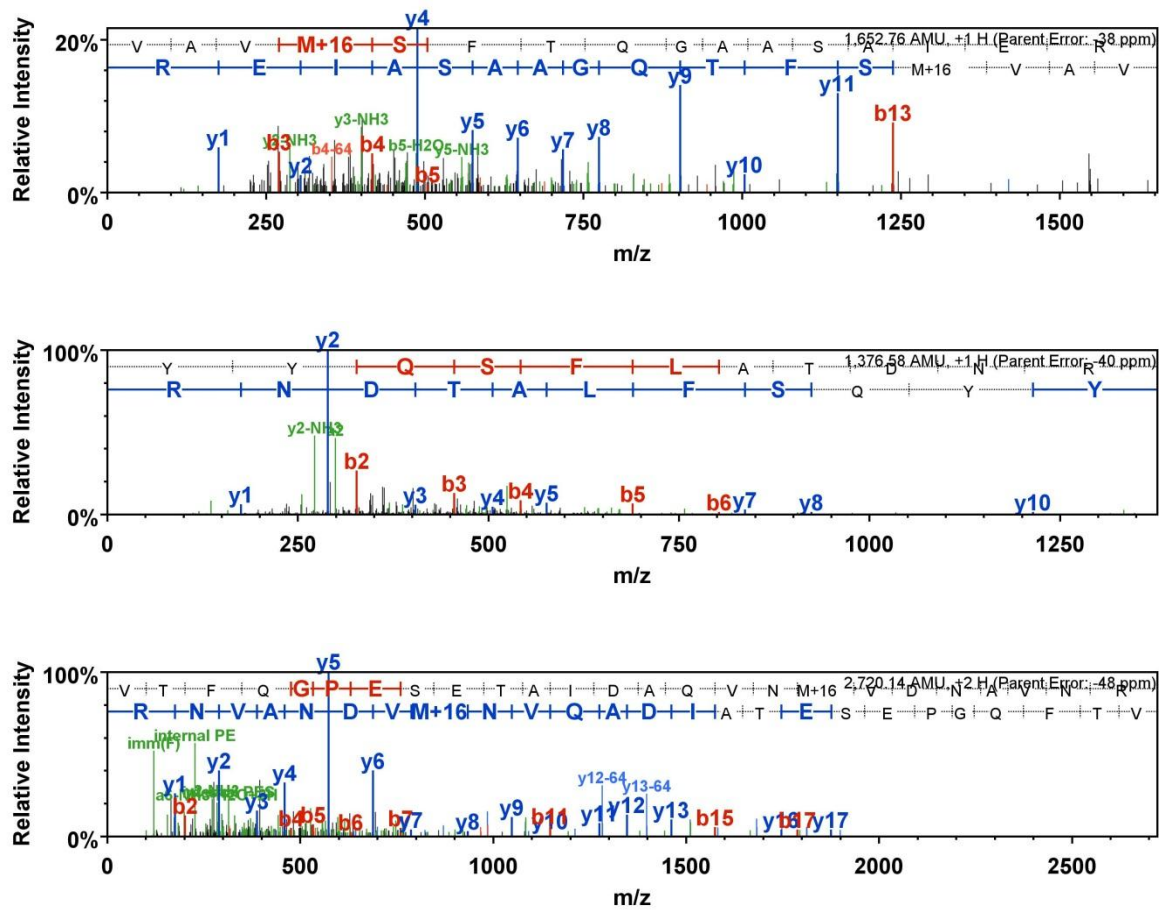 Relative Intensity
20%
0%
V A V M+16 S F T Q G A A S A I E R
1,652.76 AMU, +1 H (Parent Error: -38 ppm)
R E I A S A A G Q T F S M+16 V A V
y4
y9
y11
y3-NH3
b13
y1
b3
b4-64
b4
b5-H2O
y5
y5-NH3
y6
y7
y8
y2
b5
y10
0 250 500 750 1000 1250 1500
m/z
Relative Intensity
100%
0%
Y Y Q S F L A T D N R
1,376.58 AMU, +1 H (Parent Error: -40 ppm)
R N D T A L F S Q Y Y
y2
y2-NH3
b2
y1
y3
b3
y4
b4
y5
b5
b6
y7
y8
y10
0 250 500 750 1000 1250
m/z
Relative Intensity
100%
0%
V T F Q G P E S E T A I D A Q V N M+16 V D N A V N R
2,720.14 AMU, +2 H (Parent Error: -48 ppm)
R N V A N D V M+16 N V Q A D I A T E S E P G Q F T V
y5
internal PE
imm(F)
y2
y6
y1
y4
y12-64
y13-64
b2
y3
b4
b5
b6
b7
y7
y8
y9
y10
b11
y11
y12
y13
b15
y16
b17
y17
0 500 1000 1500 2000 2500
m/z